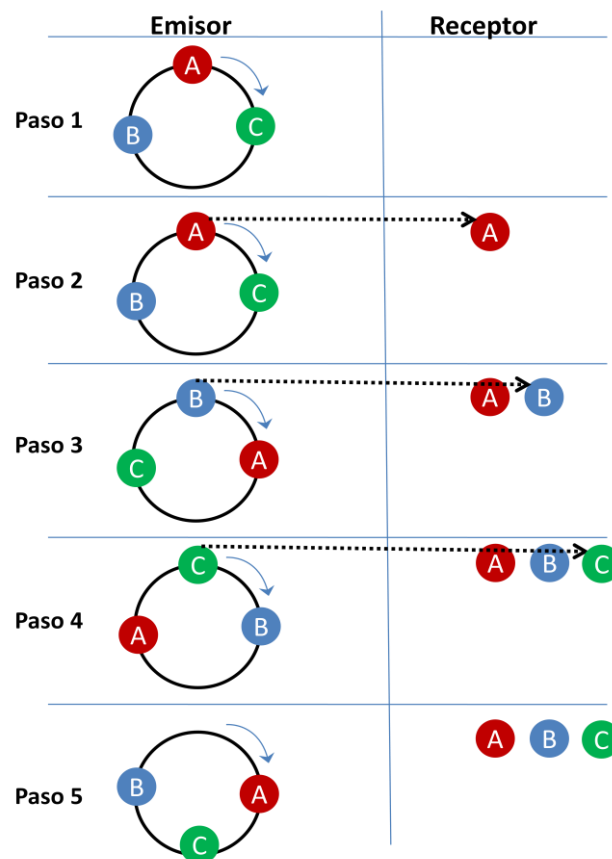 Emisor Receptor
A
Paso 1 B C
A A
Paso 2 B C
B A B
Paso 3 C A
C A B C
Paso 4 A B
A B C
Paso 5 B A
C